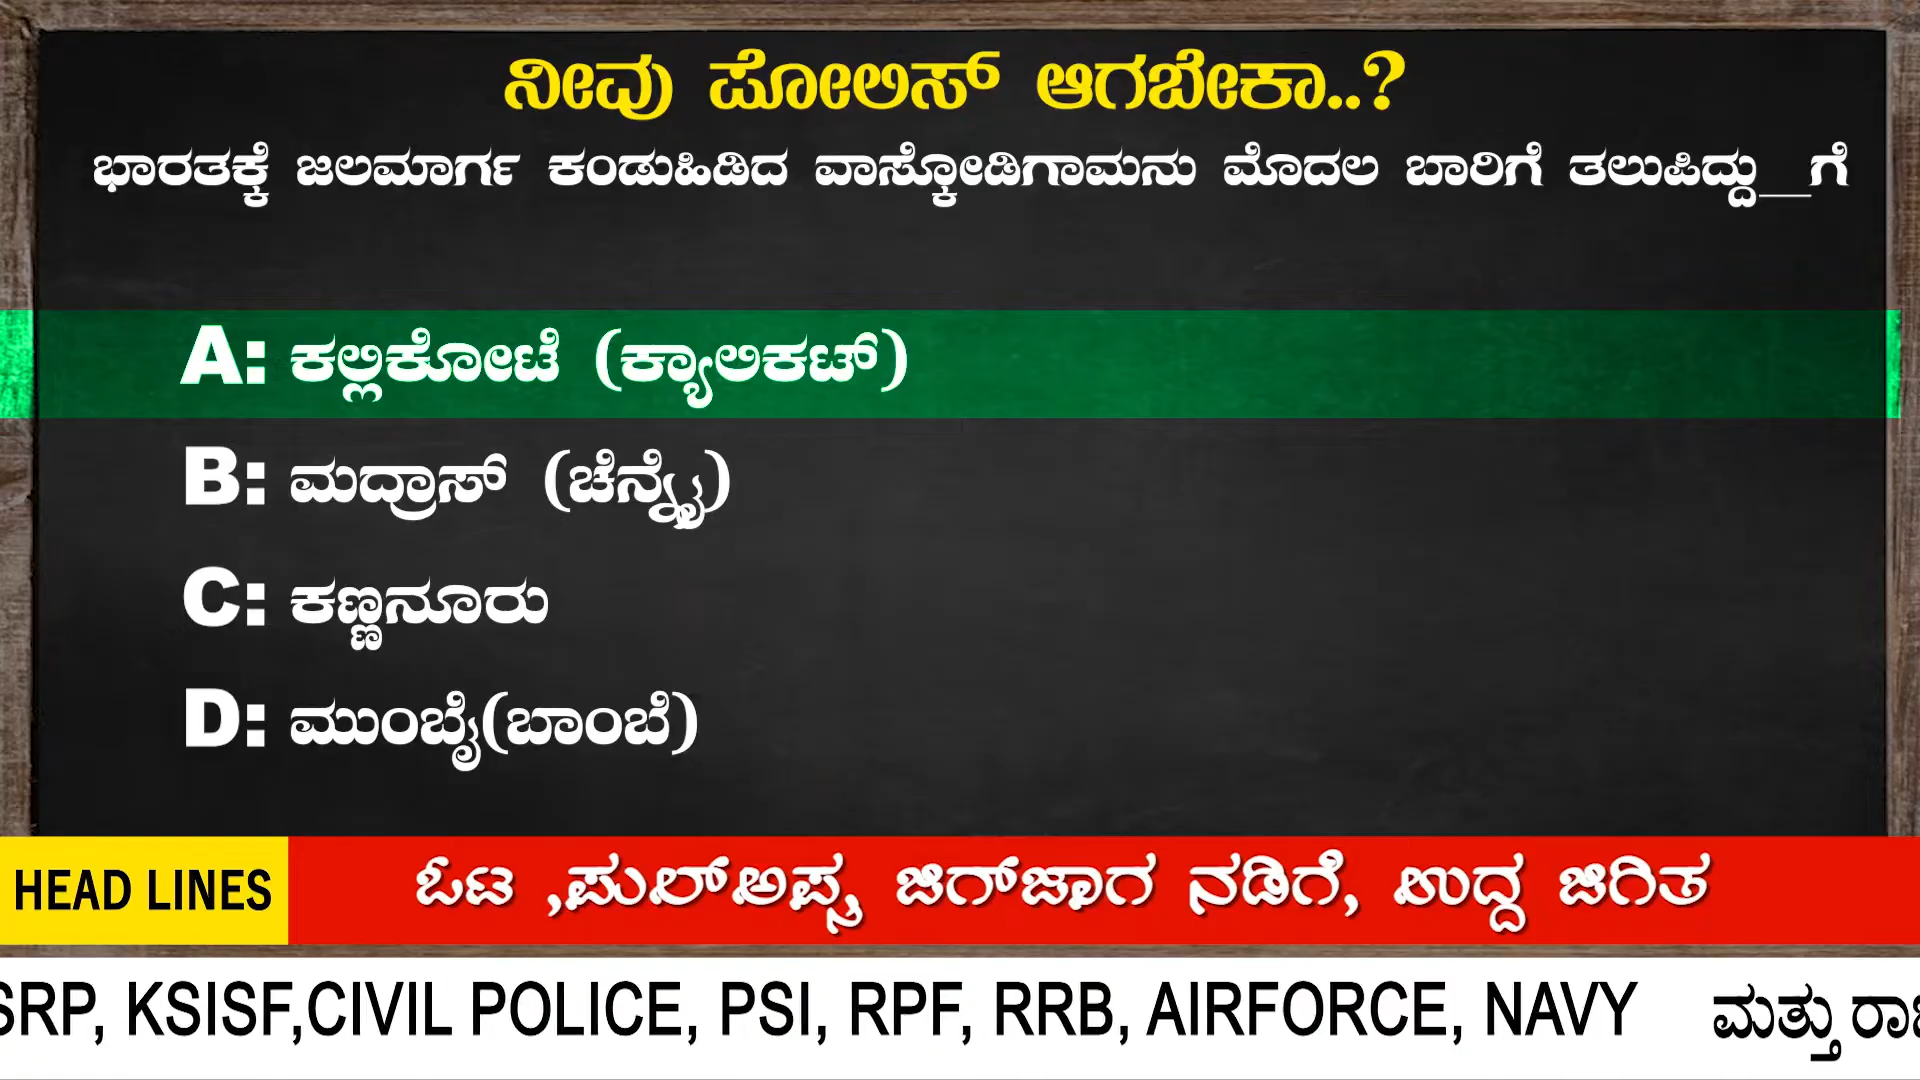 ನೀವು ಪೋಲಿಸ್ ಆಗಬೇಕಾ..?
ಭಾರತಕ್ಕೆ ಜಲಮಾರ್ಗ ಕಂಡುಹಿಡಿದ ವಾಸ್ಕೋಡಿಗಾಮನು ಮೊದಲ ಬಾರಿಗೆ ತಲುಪಿದ್ದು__ಗೆ
A: ಕಲ್ಲಿಕೋಟೆ (ಕ್ಯಾಲಿಕಟ್)
B: ಮದ್ರಾಸ್ (ಚೆನ್ನೈ)
C: ಕಣ್ಣನೂರು
D: ಮುಂಬೈ(ಬಾಂಬೆ)
HEAD LINES ಓಟ ,ಪುಲ್ಅಪ್ಸ ಜಿಗ್‌ಜಾಗ ನಡಿಗೆ, ಉದ್ದ ಜಿಗಿತ
SRP, KSISF,CIVIL POLICE, PSI, RPF, RRB, AIRFORCE, NAVY ಮತ್ತು